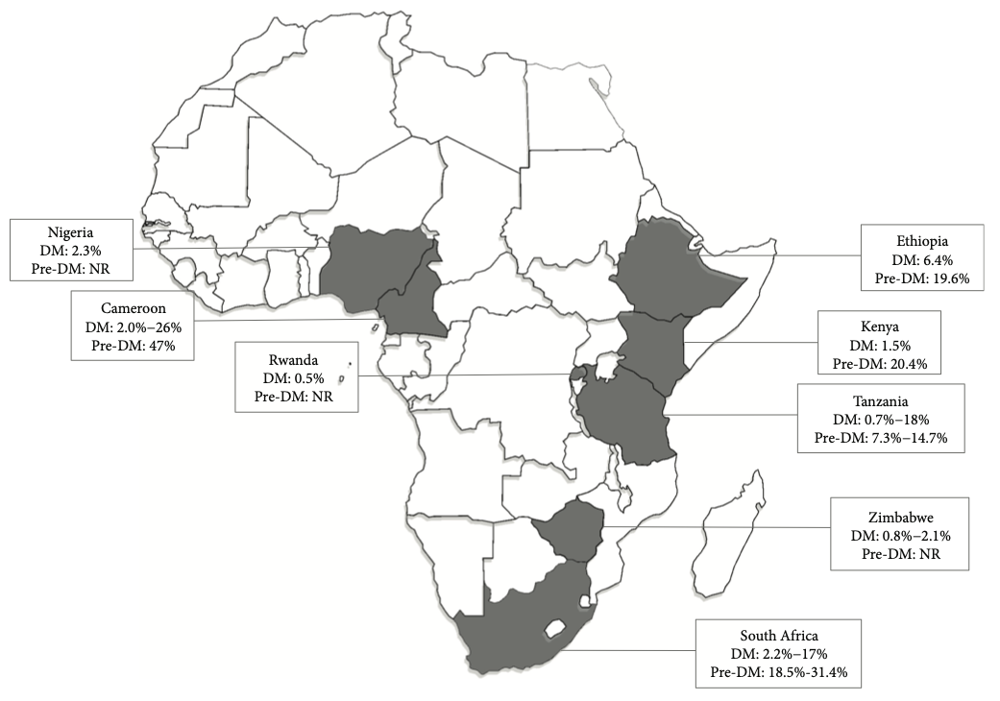 Nigeria
DM: 2.3%
Pre-DM: NR
Cameroon
DM: 2.0%–26%
Pre-DM: 47%
Rwanda
DM: 0.5%
Pre-DM: NR
Ethiopia
DM: 6.4%
Pre-DM: 19.6%
Kenya
DM: 1.5%
Pre-DM: 20.4%
Tanzania
DM: 0.7%–18%
Pre-DM: 7.3%–14.7%
Zimbabwe
DM: 0.8%–2.1%
Pre-DM: NR
South Africa
DM: 2.2%–17%
Pre-DM: 18.5%-31.4%